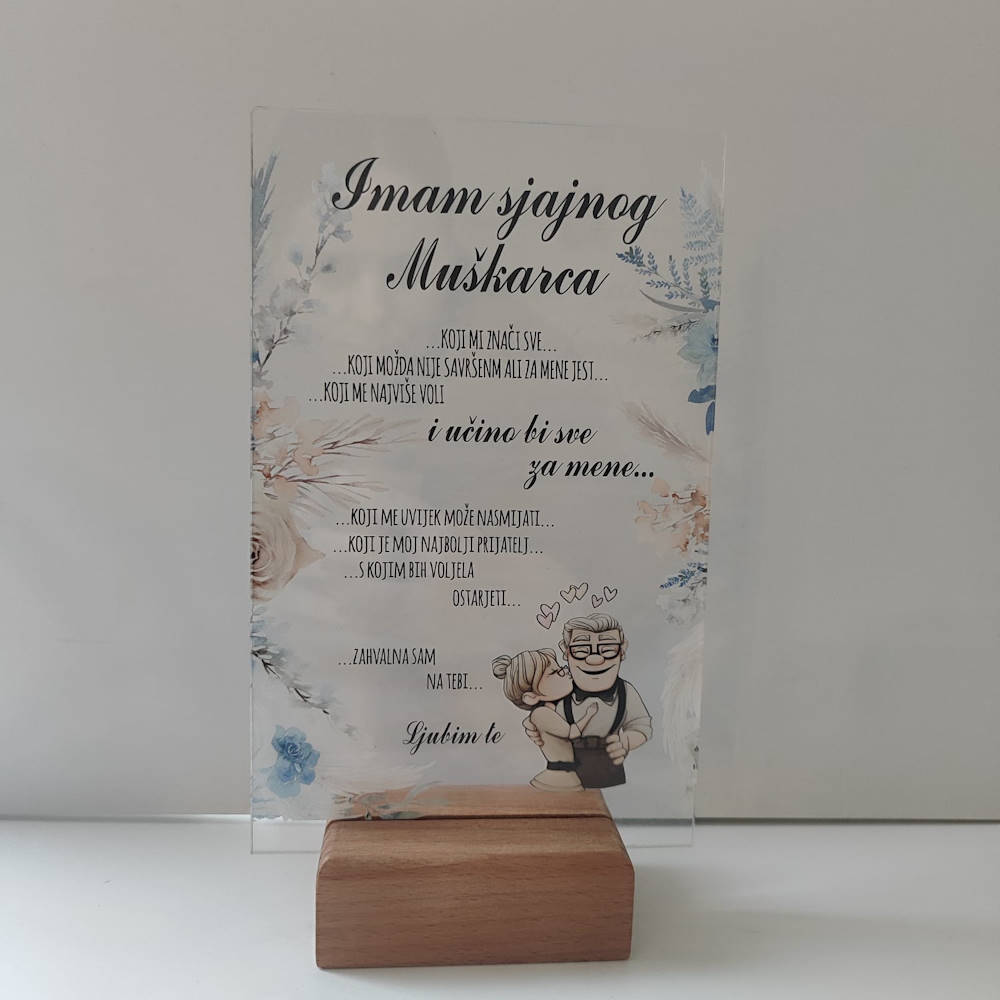 Imam sjajnog
Muškarca
...KOJI MI ZNAČI SVE...
...KOJI MOŽDA NIJE SAVRŠENM ALI ZA MENE JEST...
...KOJI ME NAJVIŠE VOLI
i učino bi sve
za mene...
...KOJI ME UVIJEK MOŽE NASMIJATI...
...KOJI JE MOJ NAJBOLJI PRIJATELJ...
...S KOJIM BIH VOLJELA
OSTARJETI...
...ZAHVALNA SAM
NA TEBI...
Ljubim te